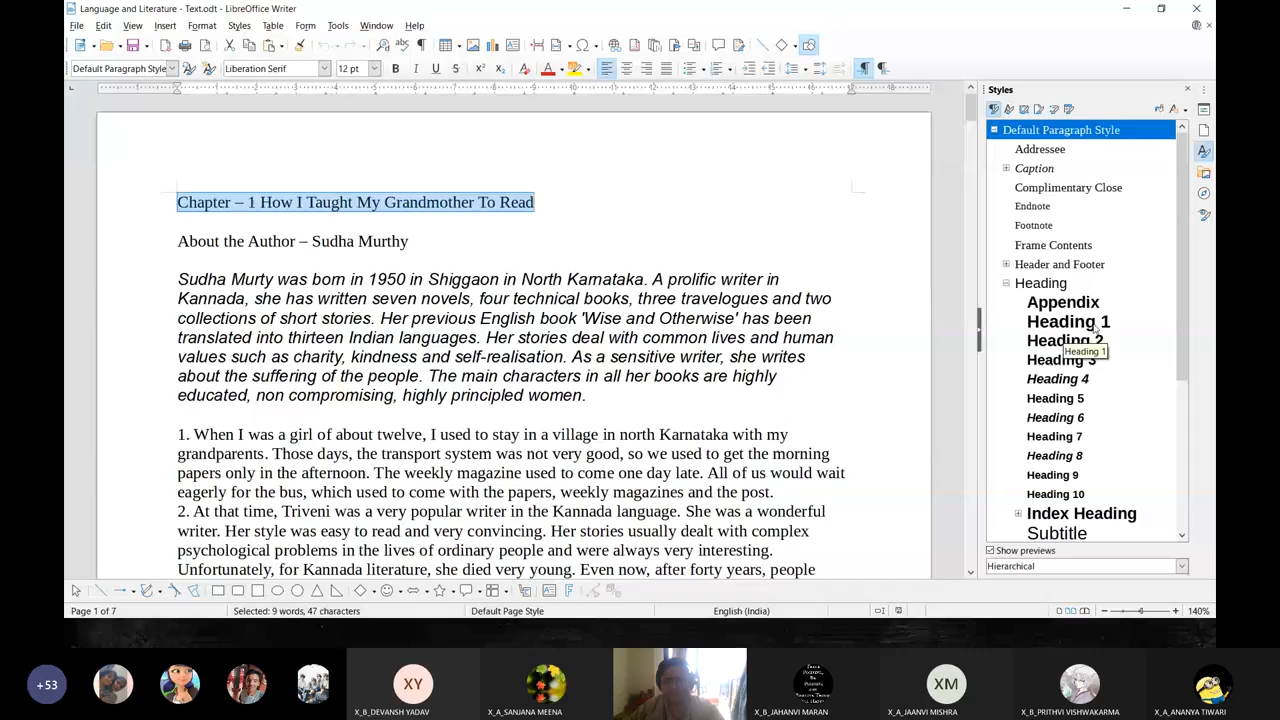 Language and Literature - Text.odt - LibreOffice Writer
File Edit View Insert Format Styles Table Form Tools Window Help
Default Paragraph Style Liberation Serif 12 pt
Styles
Default Paragraph Style
Addressee
Caption
Complimentary Close
Endnote
Footnote
Frame Contents
Header and Footer
Heading
Appendix
Heading 1
Heading 2
Heading 1
Heading 3
Heading 4
Heading 5
Heading 6
Heading 7
Heading 8
Heading 9
Heading 10
Index Heading
Subtitle
Show previews
Hierarchical
Chapter – 1 How I Taught My Grandmother To Read
About the Author – Sudha Murthy
Sudha Murty was born in 1950 in Shiggaon in North Karnataka. A prolific writer in
Kannada, she has written seven novels, four technical books, three travelogues and two
collections of short stories. Her previous English book 'Wise and Otherwise' has been
translated into thirteen Indian languages. Her stories deal with common lives and human
values such as charity, kindness and self-realisation. As a sensitive writer, she writes
about the suffering of the people. The main characters in all her books are highly
educated, non compromising, highly principled women.
1. When I was a girl of about twelve, I used to stay in a village in north Karnataka with my
grandparents. Those days, the transport system was not very good, so we used to get the morning
papers only in the afternoon. The weekly magazine used to come one day late. All of us would wait
eagerly for the bus, which used to come with the papers, weekly magazines and the post.
2. At that time, Triveni was a very popular writer in the Kannada language. She was a wonderful
writer. Her style was easy to read and very convincing. Her stories usually dealt with complex
psychological problems in the lives of ordinary people and were always very interesting.
Unfortunately, for Kannada literature, she died very young. Even now, after forty years, people
Page 1 of 7 Selected: 9 words, 47 characters Default Page Style English (India) 140%
+53
XY
XM
X_B_DEVANSH YADAV
X_A_SANJANA MEENA
X_B_JAHANVI MARAN
X_A_JAANVI MISHRA
X_B_PRITHVI VISHWAKARMA
X_A_ANANYA TIWARI